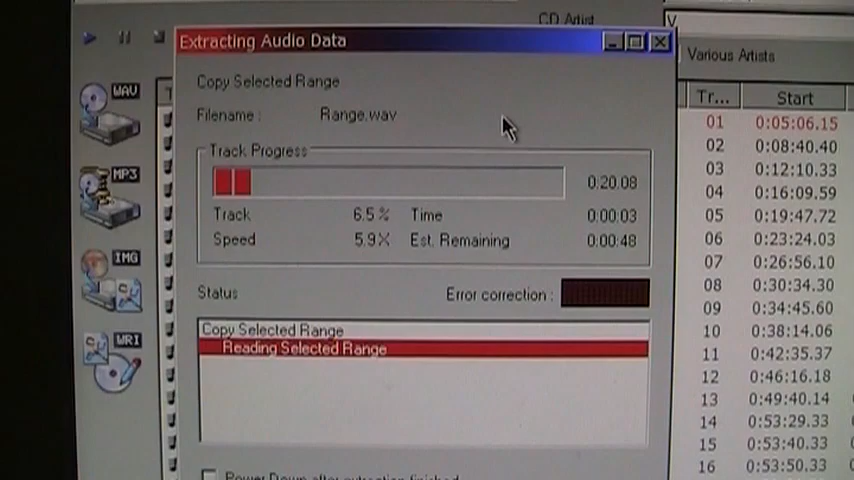 CD Artist
V
Extracting Audio Data
Various Artists
Copy Selected Range
Filename : Range.wav
WAV
MP3
IMG
WRI
Track Progress
0:20.08
Track 6.5 % Time 0:00:03
Speed 5.9 X Est. Remaining 0:00:48
Status Error correction :
Copy Selected Range
Reading Selected Range
Power Down after extraction finished
Tr... Start
01 0:05:06.15
02 0:08:40.40
03 0:12:10.33
04 0:16:09.59
05 0:19:47.72
06 0:23:24.03
07 0:26:56.10
08 0:30:34.30
09 0:34:45.60
10 0:38:14.06
11 0:42:35.37
12 0:46:16.18
13 0:49:40.14
14 0:53:29.33
15 0:53:40.33
16 0:53:50.33